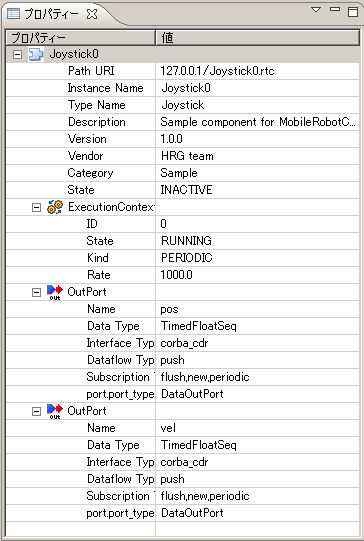 プロパティー
プロパティー 値
Joystick0
Path URI 127.0.0.1/Joystick0.rtc
Instance Name Joystick0
Type Name Joystick
Description Sample component for MobileRobotC...
Version 1.0.0
Vendor HRG team
Category Sample
State INACTIVE
ExecutionContext
ID 0
State RUNNING
Kind PERIODIC
Rate 1000.0
out OutPort
Name pos
Data Type TimedFloatSeq
Interface Typ corba_cdr
Dataflow Typ push
Subscription flush,new,periodic
port.port_type DataOutPort
out OutPort
Name vel
Data Type TimedFloatSeq
Interface Typ corba_cdr
Dataflow Typ push
Subscription flush,new,periodic
port.port_type DataOutPort